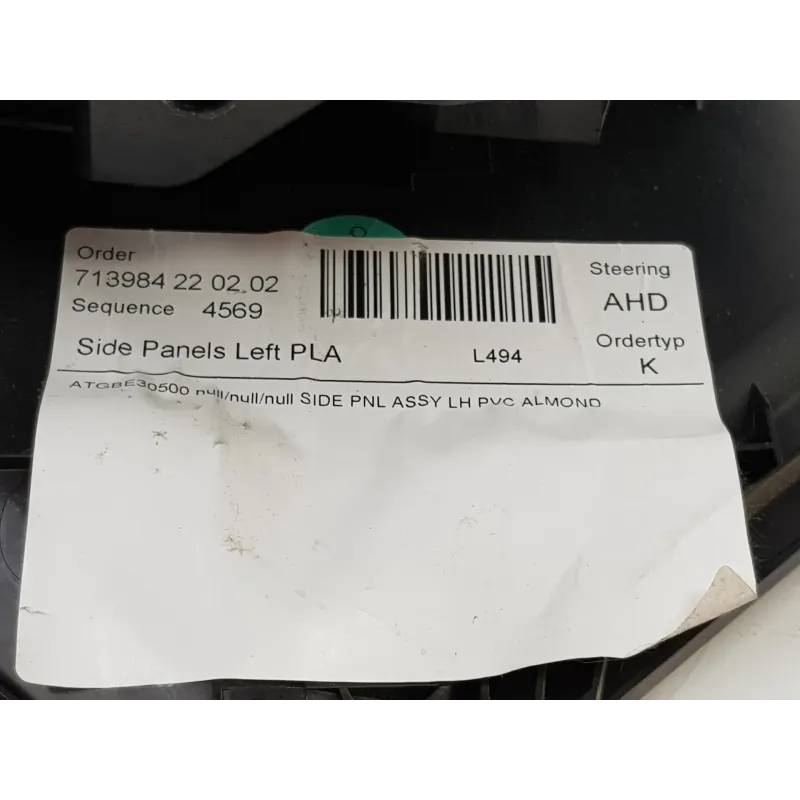 Order
713984 22 02.02
Sequence 4569
Steering
AHD
Side Panels Left PLA
L494
Ordertyp
K
ATGBE30500 null/null/null SIDE PNL ASSY LH PVC ALMOND